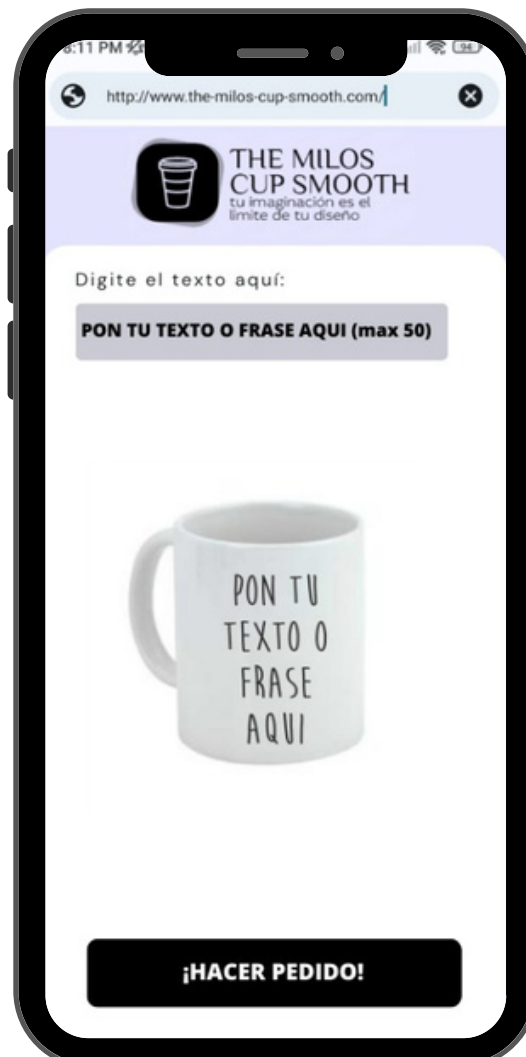 8:11 PM
94
http://www.the-milos-cup-smooth.com/
THE MILOS
CUP SMOOTH
tu imaginación es el
limite de tu diseño
Digite el texto aquí:
PON TU TEXTO O FRASE AQUI (max 50)
PON TU
TEXTO O
FRASE
AQUI
¡HACER PEDIDO!